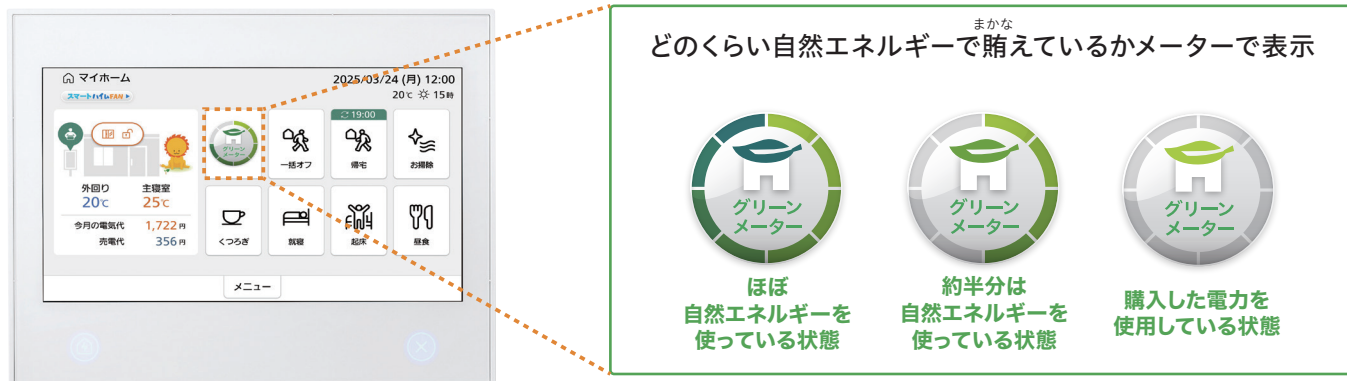 マイホーム
2025/03/24 (月) 12:00
スマートハイムFAN
20℃ 15時
外回り 主寝室
20℃ 25℃
今月の電気代 1,722円
売電代 356円
グリーン
メーター
一括オフ
19:00
帰宅
お掃除
くつろぎ
就寝
起床
昼食
メニュー
まかな
どのくらい自然エネルギーで賄えているかメーターで表示
グリーン
メーター
ほぼ
自然エネルギーを
使っている状態
グリーン
メーター
約半分は
自然エネルギーを
使っている状態
グリーン
メーター
購入した電力を
使用している状態